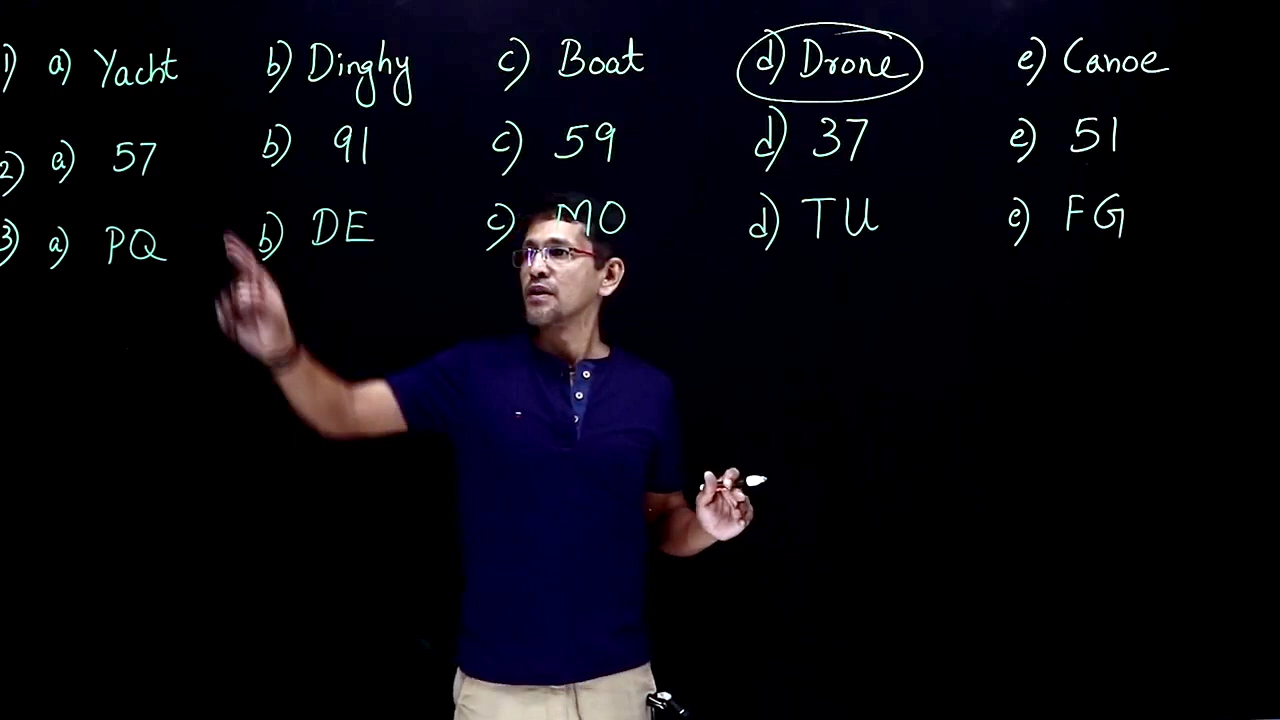 1) a) Yacht b) Dinghy c) Boat d) Drone e) Canoe
2) a) 57 b) 91 c) 59 d) 37 e) 51
3) a) PQ b) DE c) MO d) TU e) FG